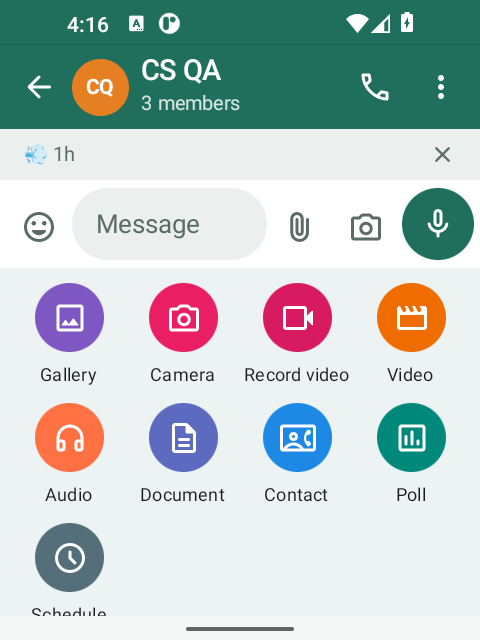 4:16 A
CQ CS QA
3 members
1h
Message
Gallery Camera Record video Video
Audio Document Contact Poll
Schedule